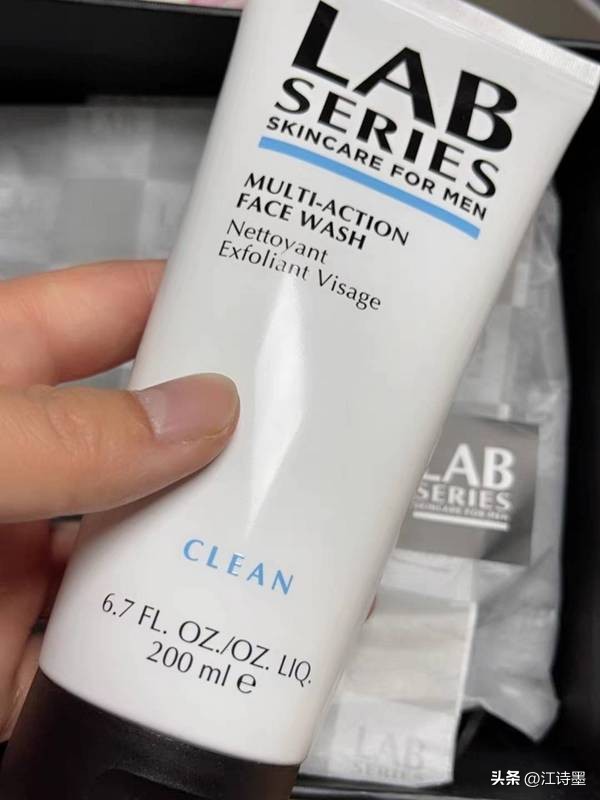 LAB
SERIES
SKINCARE FOR MEN
MULTI-ACTION
FACE WASH
Nettoyant
Exfoliant Visage
CLEAN
6.7 FL. OZ./OZ. LIQ.
200 ml e
LAB
SERIES
SKINCARE FOR MEN
LAB
SERIES
头条 @江诗墨